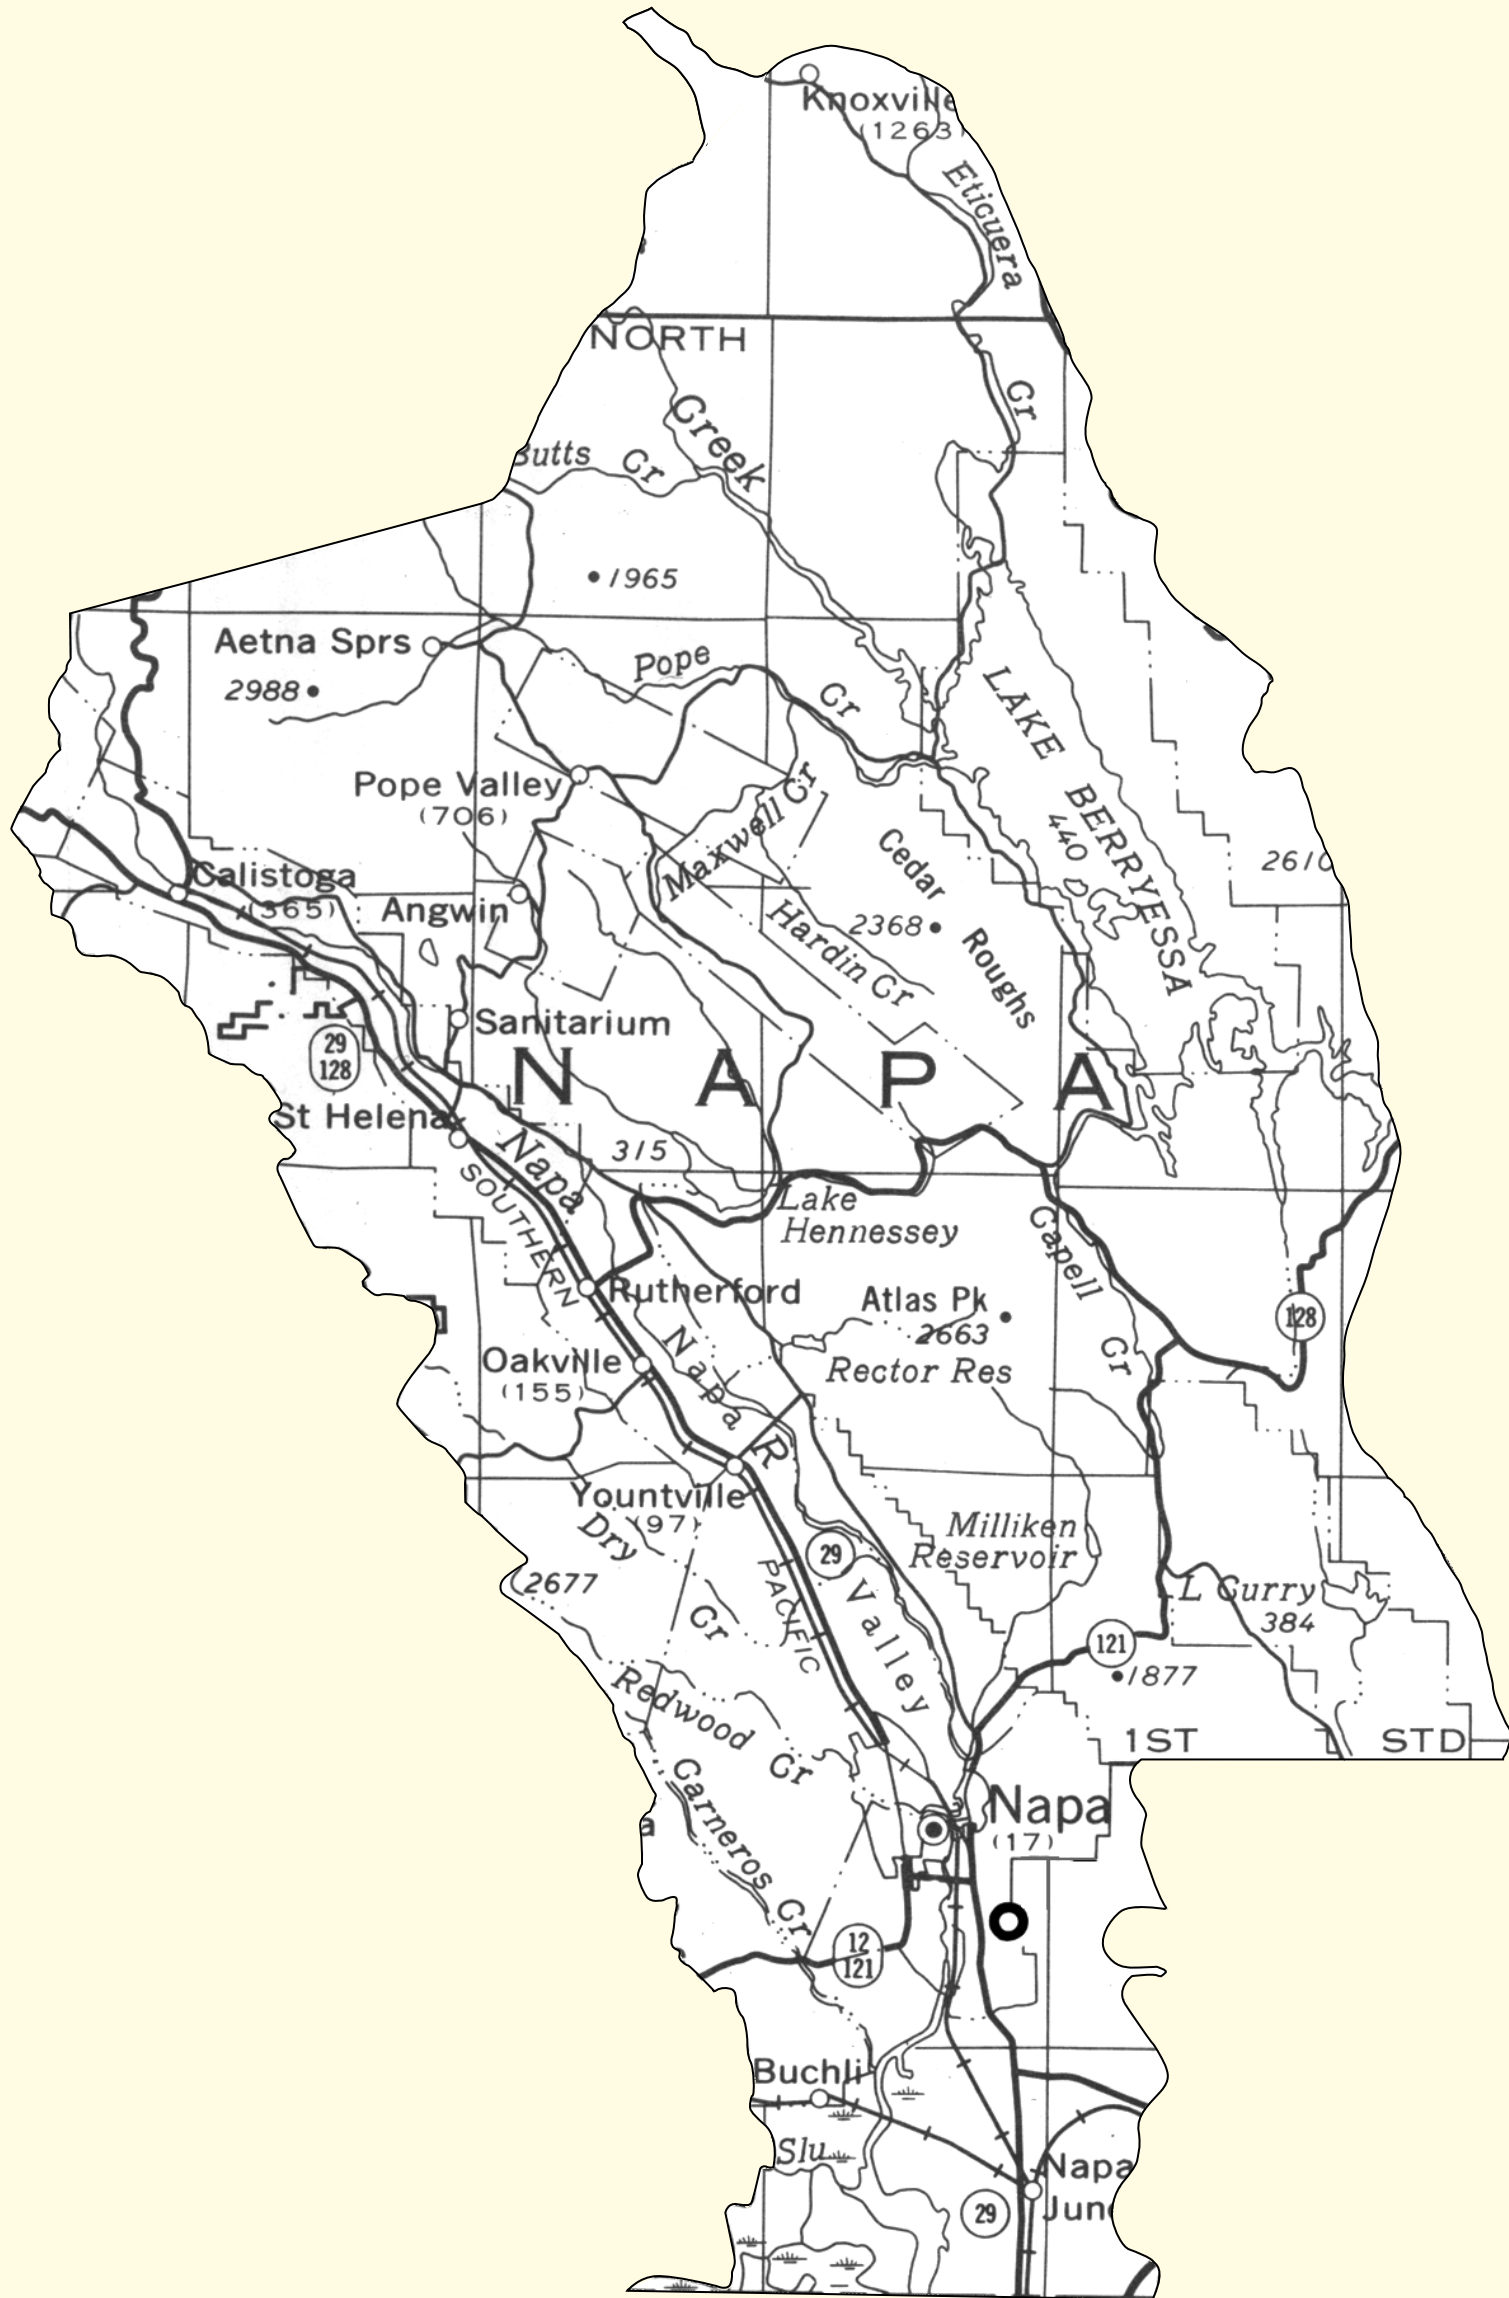 Knoxville
(1263)
Eticuera
Cr
NORTH
Creek
Butts Cr
1965
Aetna Sprs
2988
Pope Cr
LAKE BERRYESSA
440
Pope Valley
(706)
Maxwell Cr
Cedar Roughs
2610
Calistoga
(365)
Angwin
2368
Hardin Cr
Sanitarium
29
128
NAPA
St Helena
Napa
315
SOUTHERN
Lake
Hennessey
Capell
Cr
Rutherford
Atlas Pk
2663
128
Napa R
Oakville
(155)
Rector Res
Yountville
(97)
Dry
Cr
PACIFIC
29
Valley
Milliken
Reservoir
2677
L Curry
384
121
1877
Redwood
Cr
1ST STD
Carneros
Cr
Napa
(17)
12
121
Buchli
Slu
Napa
Junc
29